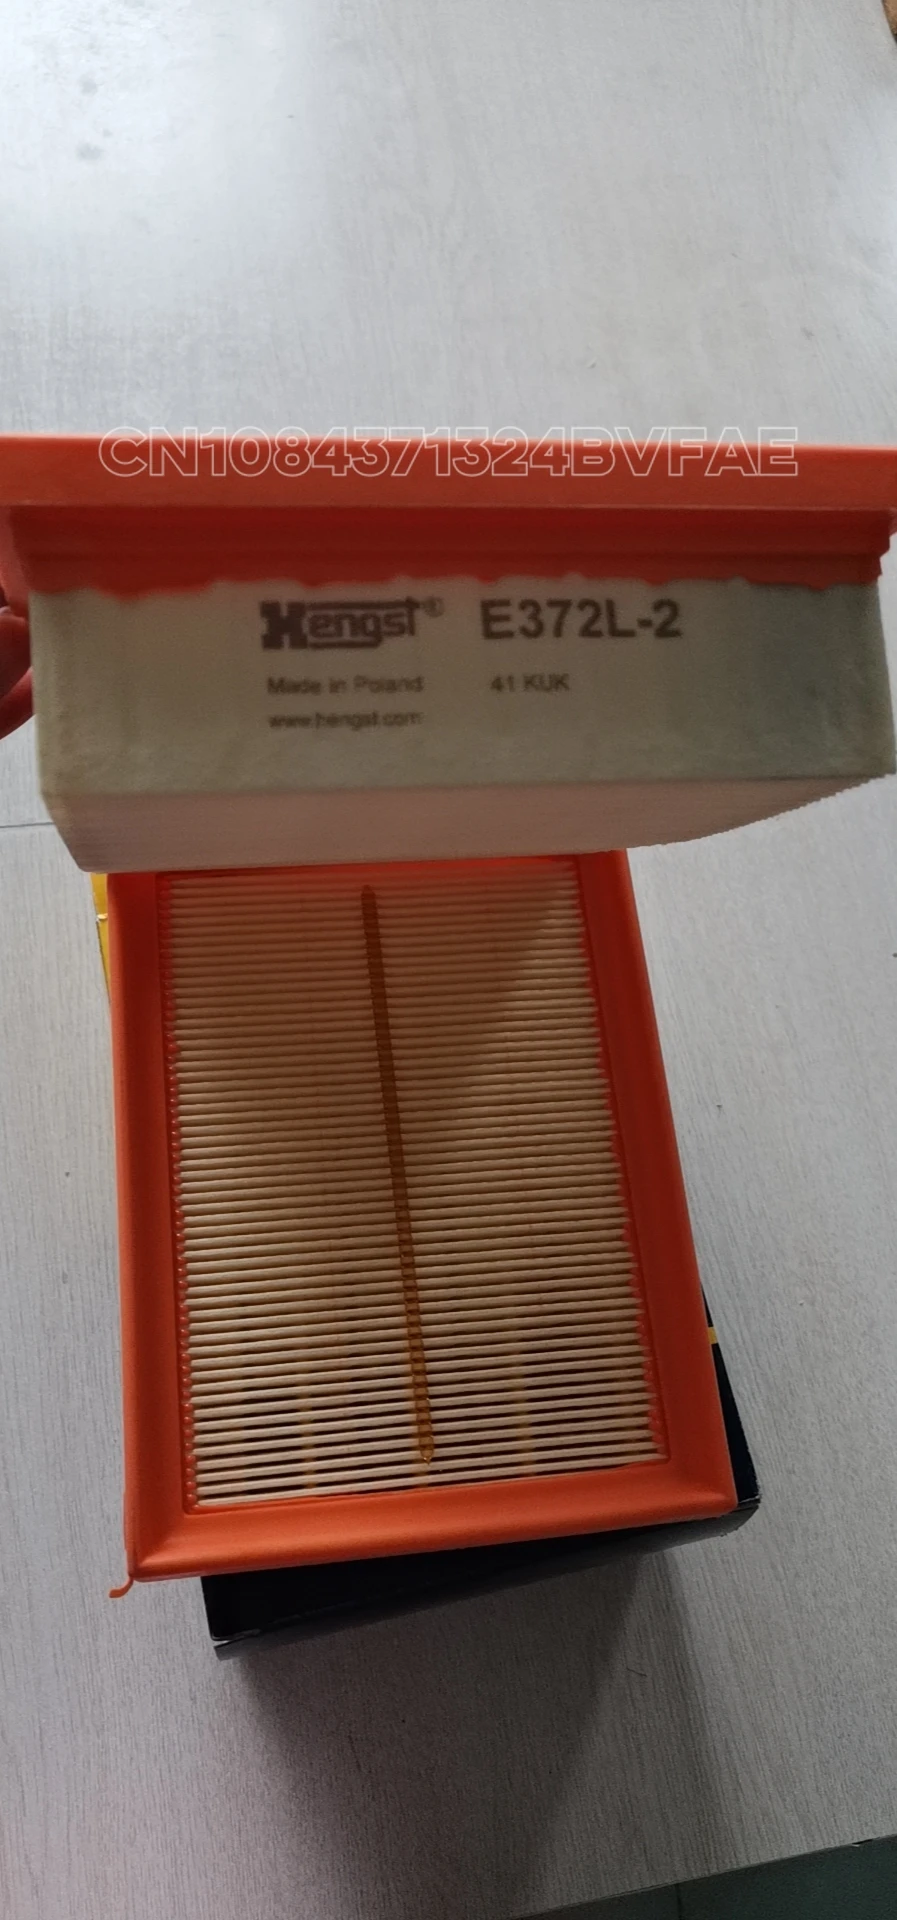 CN1084371324BVFAE
Hengst® E372L-2
Made in Poland 41 KUK
www.hengst.com